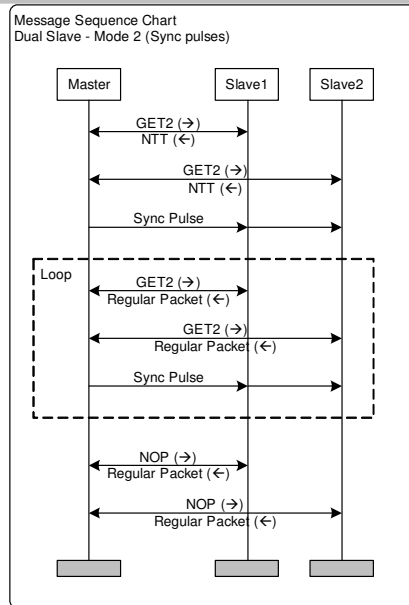 Message Sequence Chart
Dual Slave - Mode 2 (Sync pulses)
Master
Slave1
Slave2
GET2 (→)
NTT (←)
GET2 (→)
NTT (←)
Sync Pulse
Loop
GET2 (→)
Regular Packet (←)
GET2 (→)
Regular Packet (←)
Sync Pulse
NOP (→)
Regular Packet (←)
NOP (→)
Regular Packet (←)